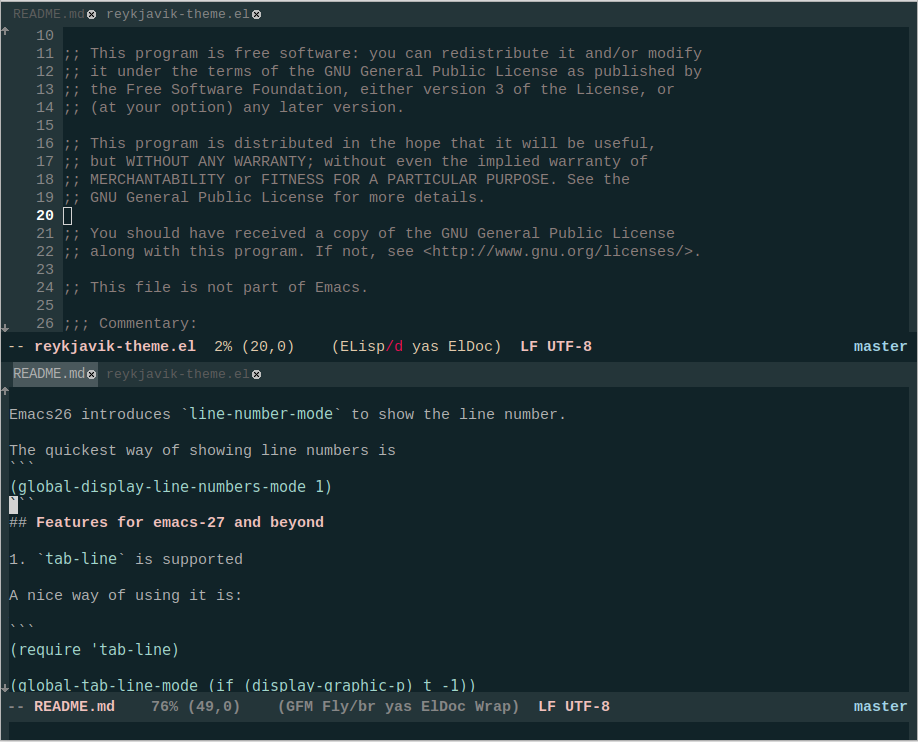 README.md reykjavik-theme.el
10
11 ;; This program is free software: you can redistribute it and/or modify
12 ;; it under the terms of the GNU General Public License as published by
13 ;; the Free Software Foundation, either version 3 of the License, or
14 ;; (at your option) any later version.
15
16 ;; This program is distributed in the hope that it will be useful,
17 ;; but WITHOUT ANY WARRANTY; without even the implied warranty of
18 ;; MERCHANTABILITY or FITNESS FOR A PARTICULAR PURPOSE. See the
19 ;; GNU General Public License for more details.
20
21 ;; You should have received a copy of the GNU General Public License
22 ;; along with this program. If not, see <http://www.gnu.org/licenses/>.
23
24 ;; This file is not part of Emacs.
25
26 ;;; Commentary:
-- reykjavik-theme.el 2% (20,0) (ELisp/d yas ElDoc) LF UTF-8 master
README.md reykjavik-theme.el
Emacs26 introduces `line-number-mode` to show the line number.
The quickest way of showing line numbers is
```
(global-display-line-numbers-mode 1)
```
## Features for emacs-27 and beyond
1. `tab-line` is supported
A nice way of using it is:
```
(require 'tab-line)
(global-tab-line-mode (if (display-graphic-p) t -1))
-- README.md 76% (49,0) (GFM Fly/br yas ElDoc Wrap) LF UTF-8 master